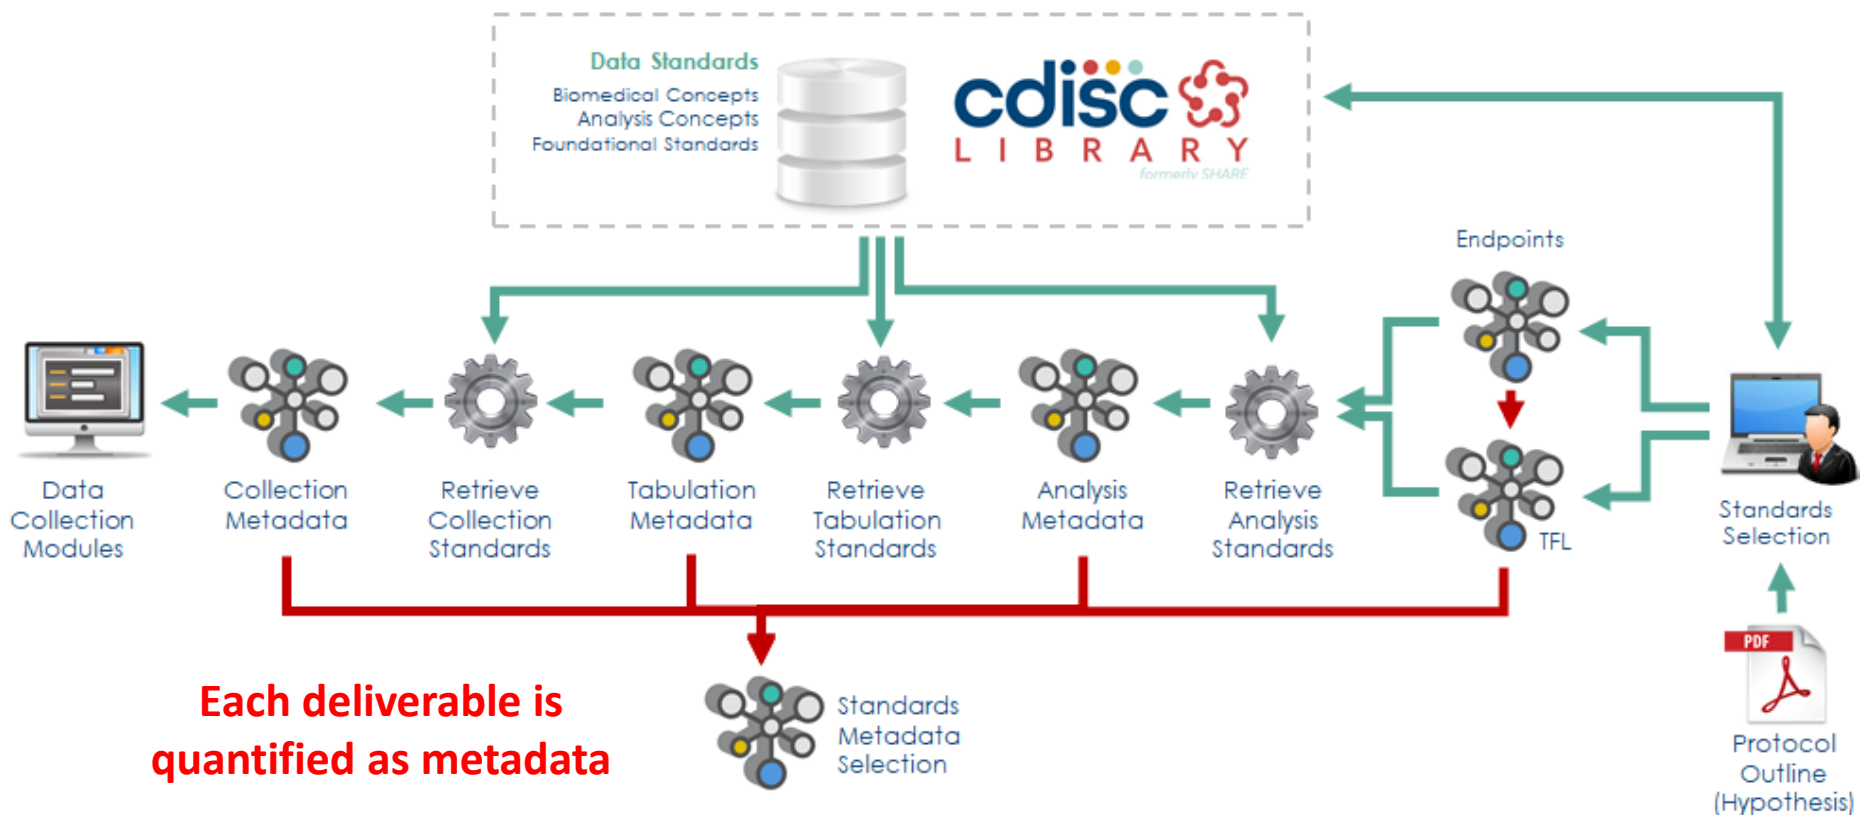 Data Standards
Biomedical Concepts
Analysis Concepts
Foundational Standards
cdisc
LIBRARY
formerly SHARE
Endpoints
Data
Collection
Modules
Collection
Metadata
Retrieve
Collection
Standards
Tabulation
Metadata
Retrieve
Tabulation
Standards
Analysis
Metadata
Retrieve
Analysis
Standards
TFL
Standards
Selection
Each deliverable is
quantified as metadata
Standards
Metadata
Selection
PDF
Protocol
Outline
(Hypothesis)